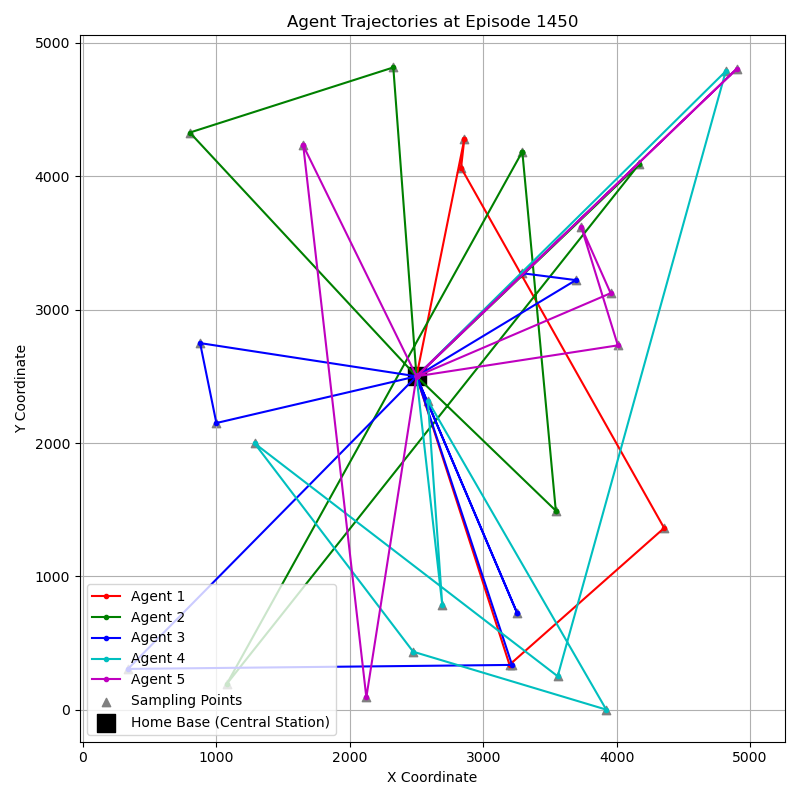 Agent Trajectories at Episode 1450
Y Coordinate
5000
4000
3000
2000
1000
0
Agent 1
Agent 2
Agent 3
Agent 4
Agent 5
Sampling Points
Home Base (Central Station)
0 1000 2000 3000 4000 5000
X Coordinate